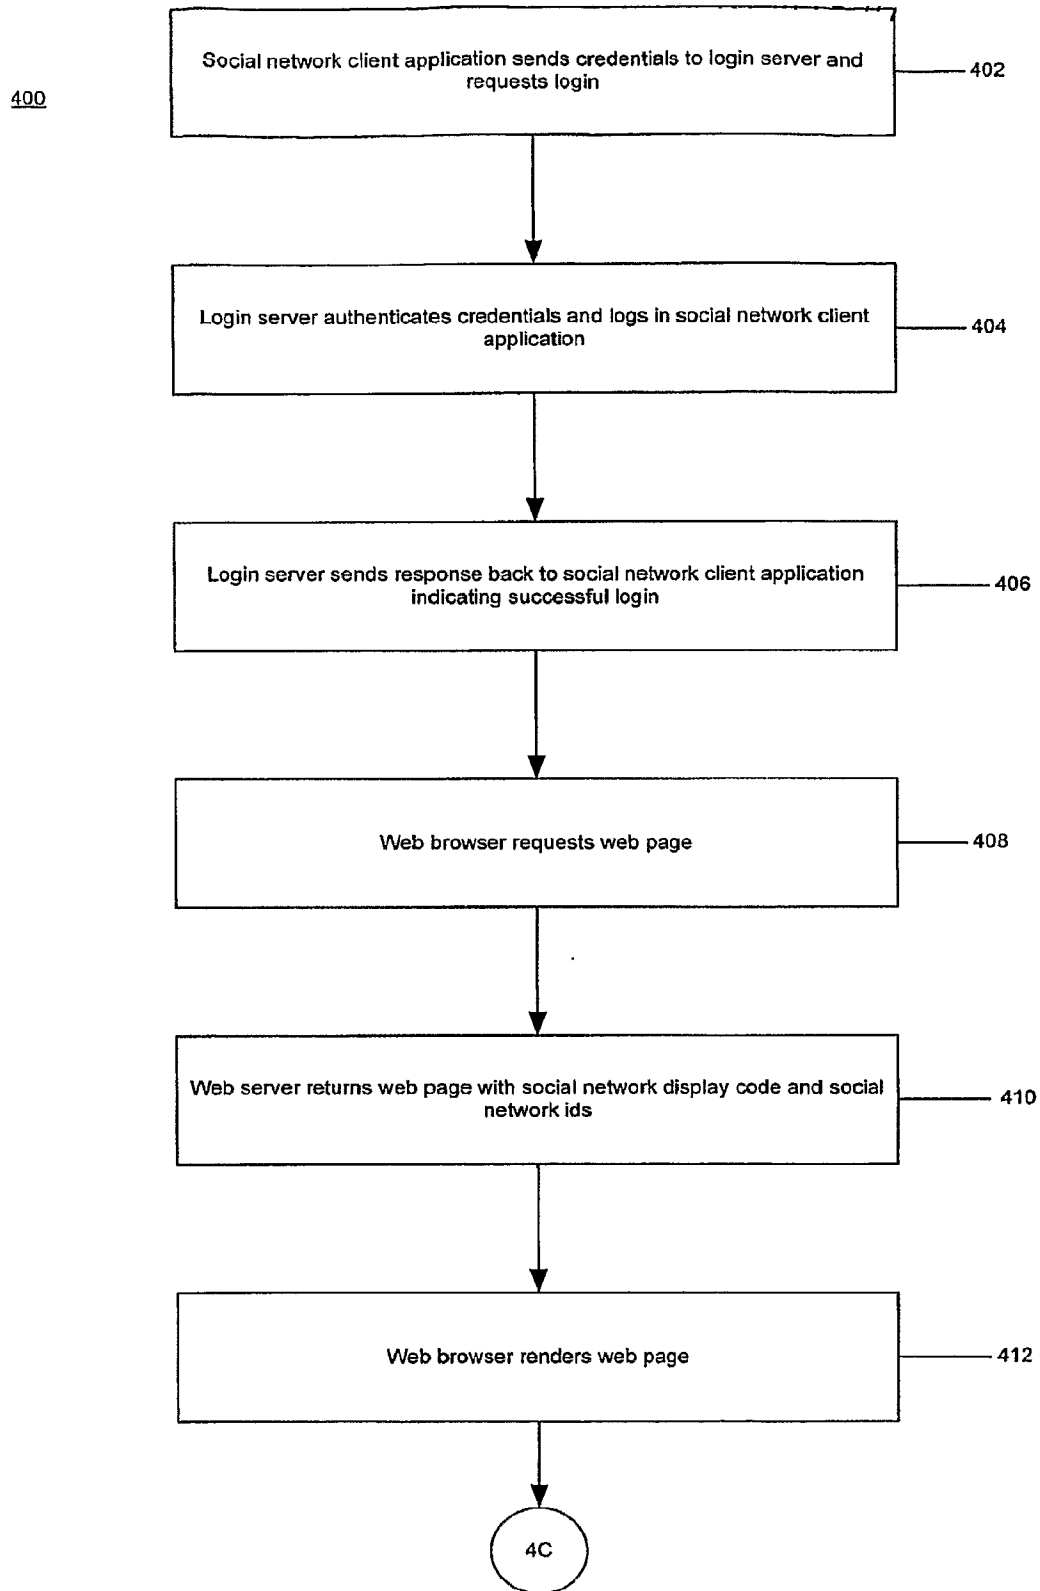 400
Social network client application sends credentials to login server and
requests login
402
Login server authenticates credentials and logs in social network client
application
404
Login server sends response back to social network client application
indicating successful login
406
Web browser requests web page
408
Web server returns web page with social network display code and social
network ids
410
Web browser renders web page
412
4C